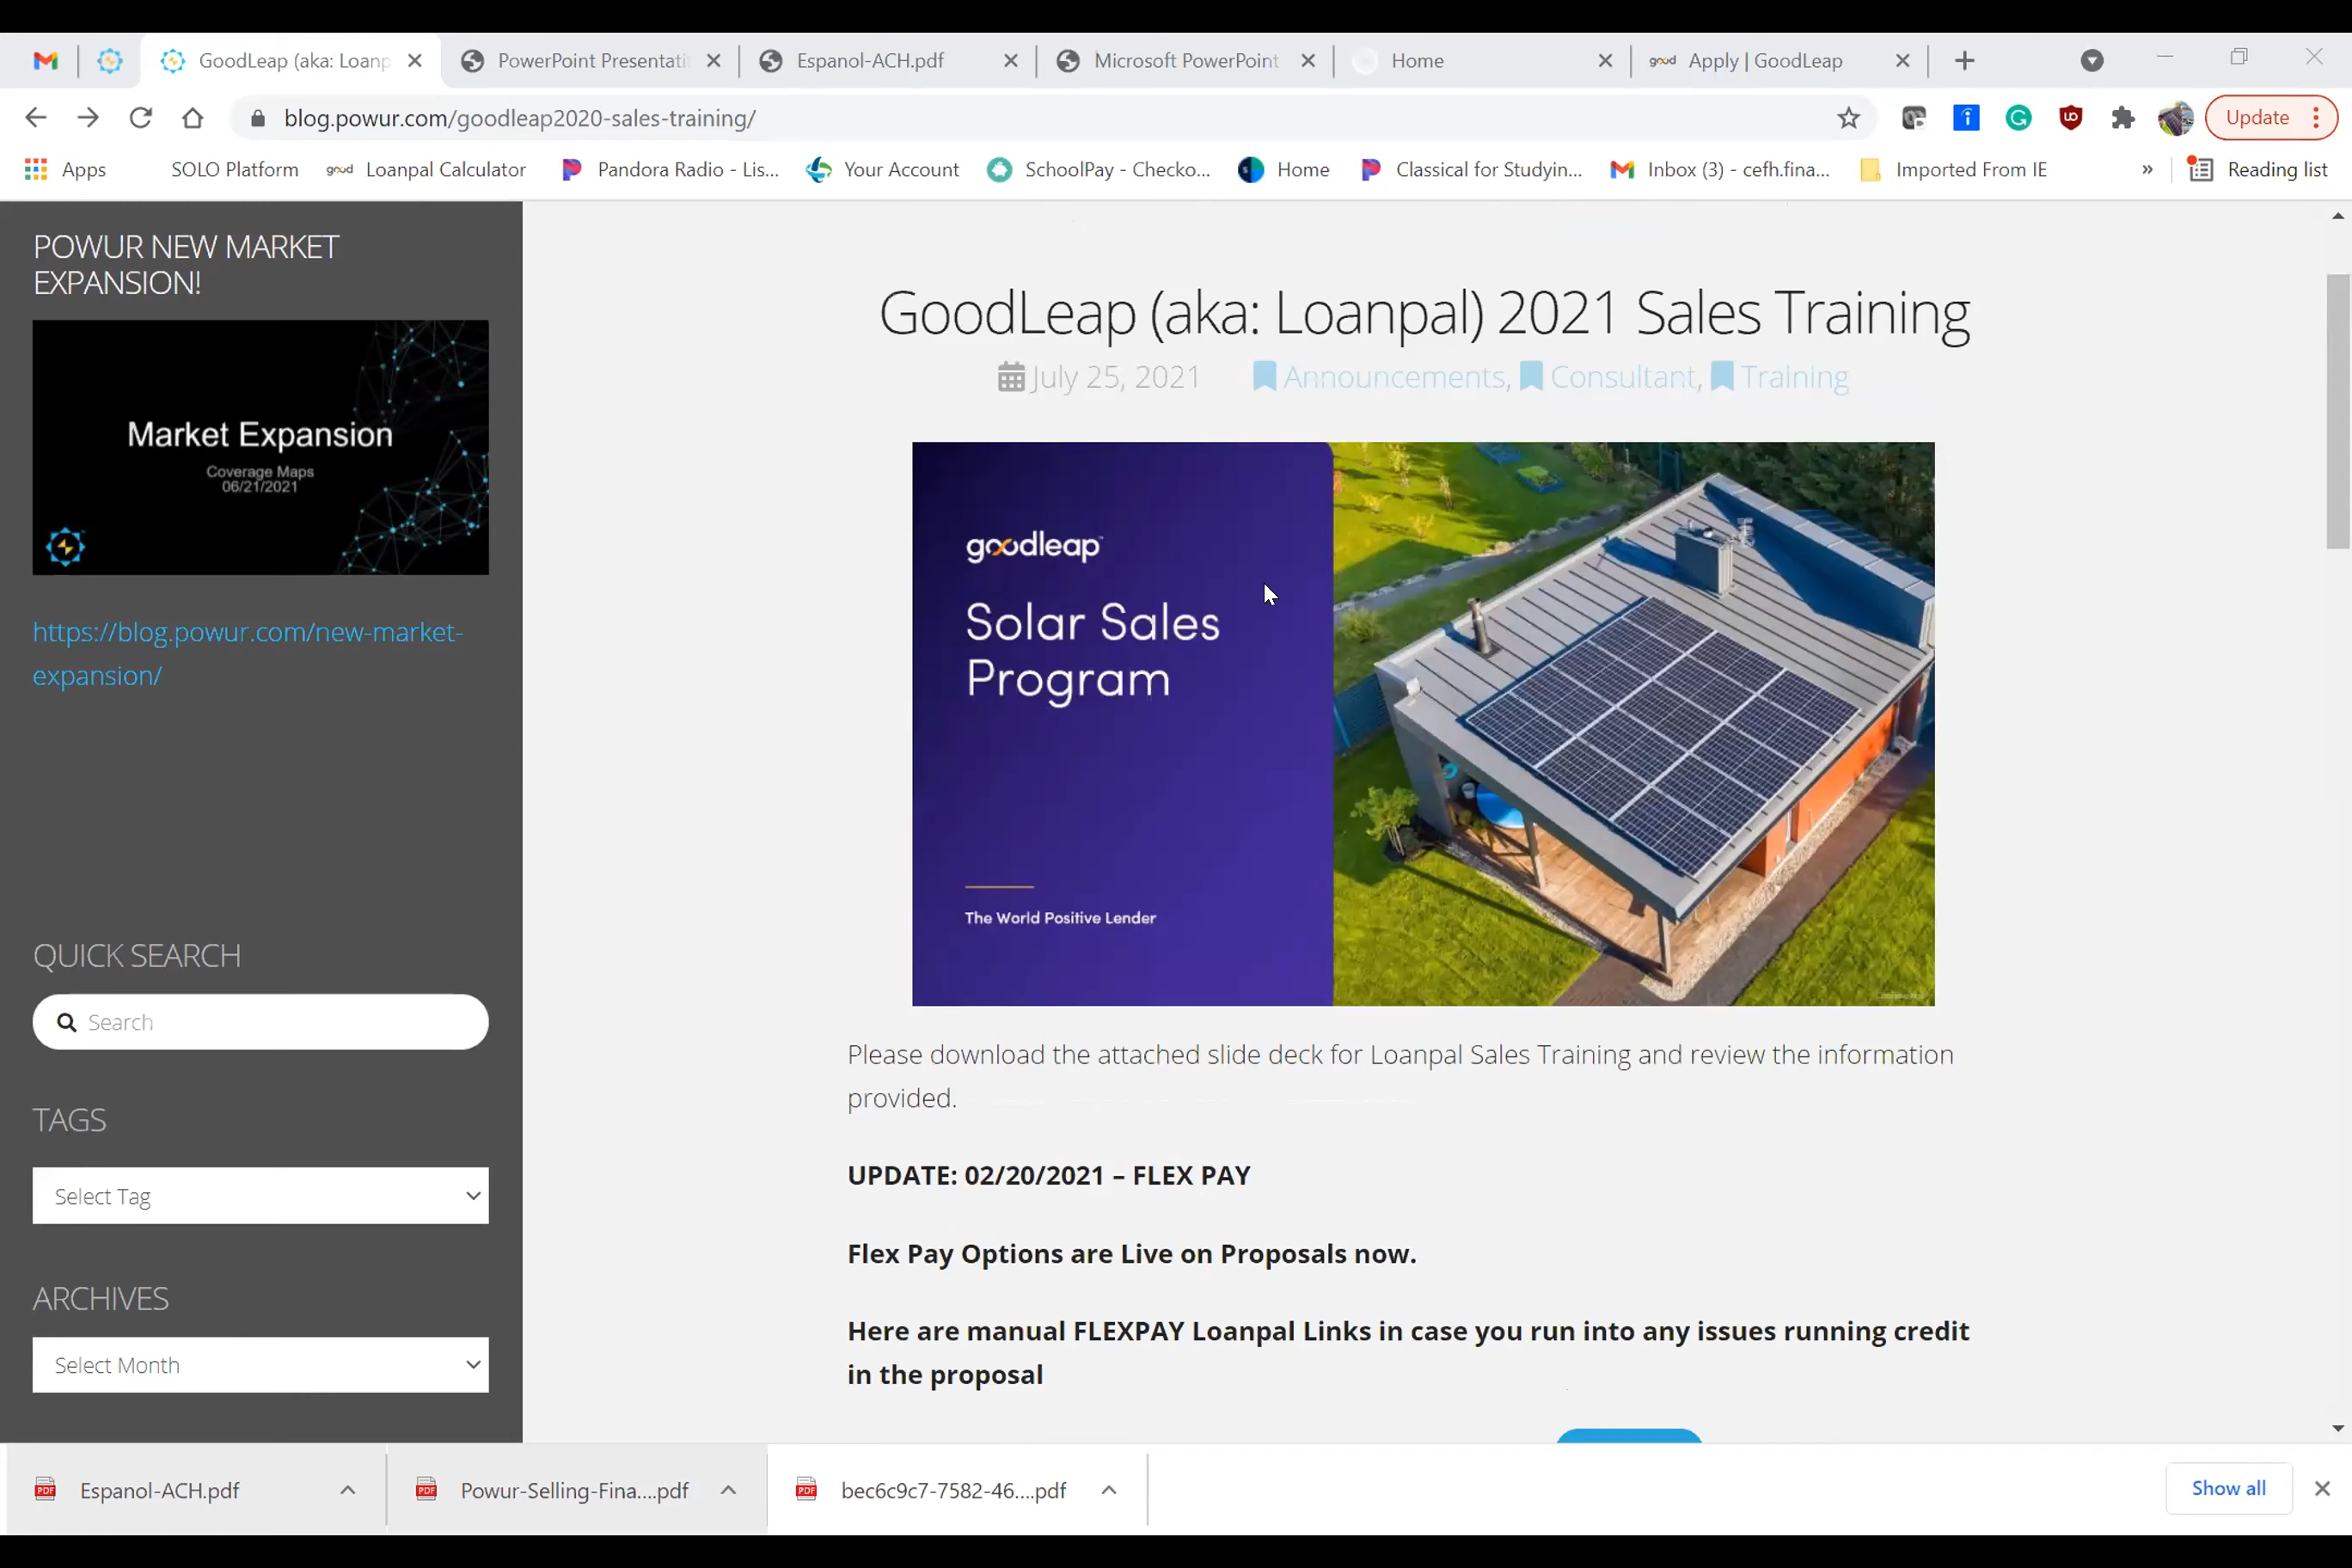 GoodLeap (aka: Loanp
PowerPoint Presentati
Espanol-ACH.pdf
Microsoft PowerPoint
Home
good Apply | GoodLeap
blog.powur.com/goodleap2020-sales-training/
Update
Apps
SOLO Platform
good Loanpal Calculator
Pandora Radio - Lis...
Your Account
SchoolPay - Checko...
Home
Classical for Studyin...
Inbox (3) - cefh.fina...
Imported From IE
»
Reading list
POWUR NEW MARKET
EXPANSION!
Market Expansion
Coverage Maps
06/21/2021
https://blog.powur.com/new-market-
expansion/
QUICK SEARCH
Search
TAGS
Select Tag
ARCHIVES
Select Month
GoodLeap (aka: Loanpal) 2021 Sales Training
July 25, 2021 Announcements, Consultant, Training
goodleap
Solar Sales
Program
The World Positive Lender
Please download the attached slide deck for Loanpal Sales Training and review the information
provided.
UPDATE: 02/20/2021 – FLEX PAY
Flex Pay Options are Live on Proposals now.
Here are manual FLEXPAY Loanpal Links in case you run into any issues running credit
in the proposal
PDF Espanol-ACH.pdf
PDF Powur-Selling-Fina....pdf
PDF bec6c9c7-7582-46....pdf
Show all